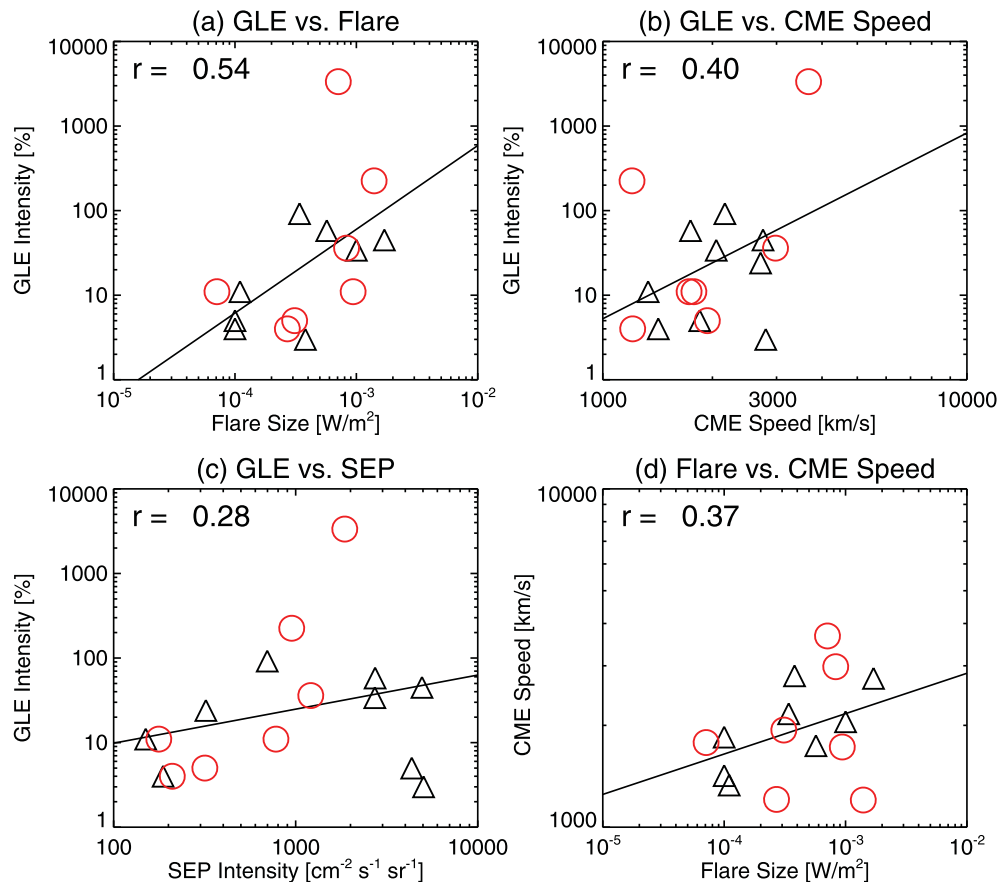 (a) GLE vs. Flare
r = 0.54
10000
1000
100
10
1
GLE Intensity [%]
10⁻⁵ 10⁻⁴ 10⁻³ 10⁻²
Flare Size [W/m²]
(b) GLE vs. CME Speed
r = 0.40
10000
1000
100
10
1
GLE Intensity [%]
1000 3000 10000
CME Speed [km/s]
(c) GLE vs. SEP
r = 0.28
10000
1000
100
10
1
GLE Intensity [%]
100 1000 10000
SEP Intensity [cm⁻² s⁻¹ sr⁻¹]
(d) Flare vs. CME Speed
r = 0.37
10000
1000
CME Speed [km/s]
10⁻⁵ 10⁻⁴ 10⁻³ 10⁻²
Flare Size [W/m²]